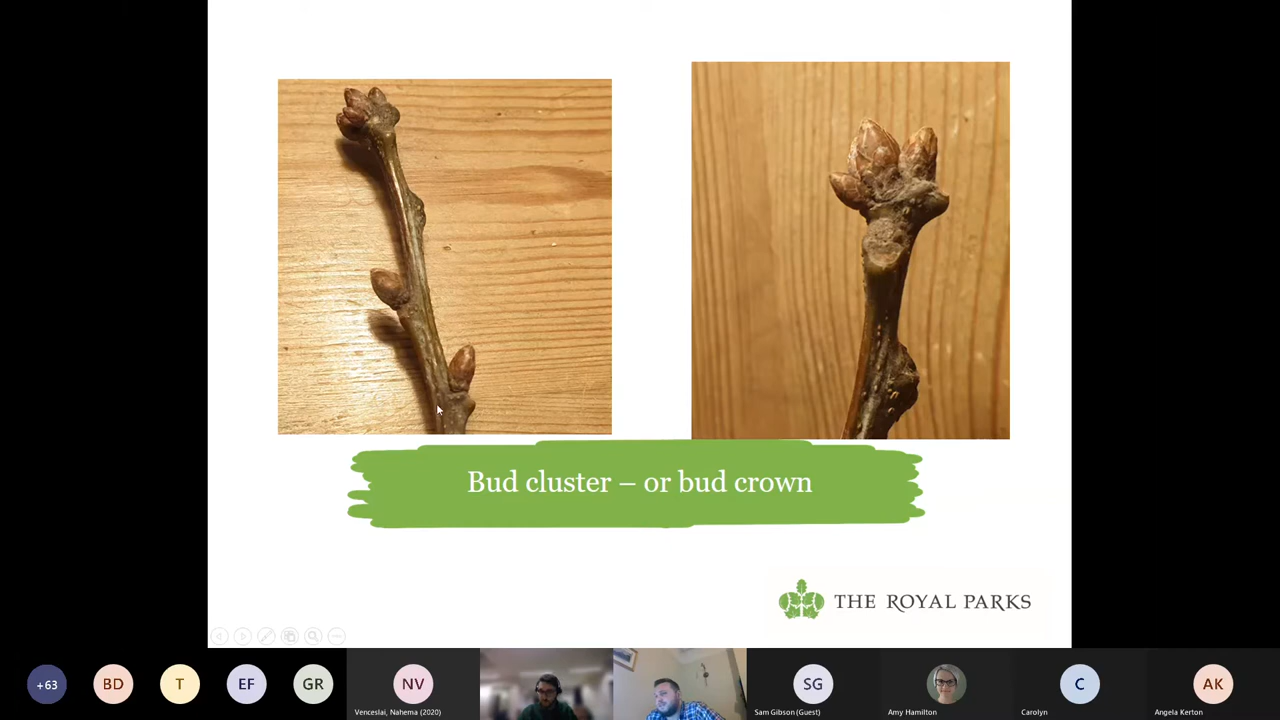 Bud cluster – or bud crown
THE ROYAL PARKS
+63
BD
T
EF
GR
NV
SG
C
AK
Venceslai, Nahema (2020)
Sam Gibson (Guest)
Amy Hamilton
Carolyn
Angela Kerton